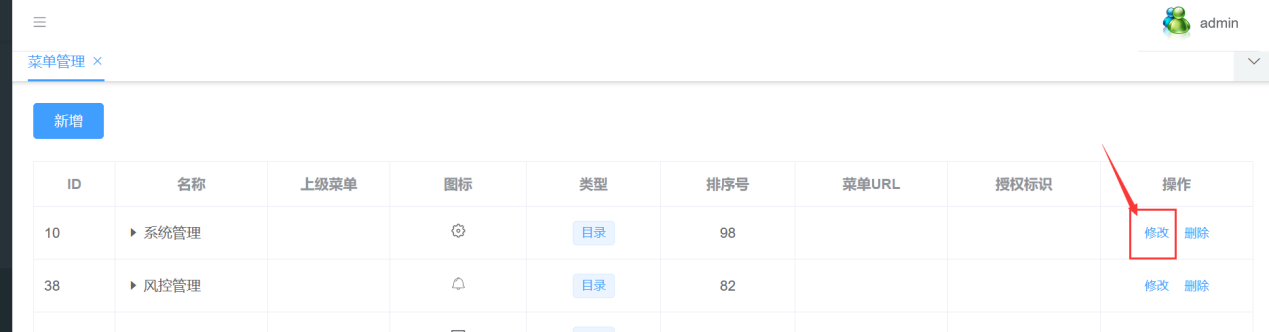 admin
菜单管理 ×
新增
ID 名称 上级菜单 图标 类型 排序号 菜单URL 授权标识 操作
10 系统管理 目录 98 修改 删除
38 风控管理 目录 82 修改 删除